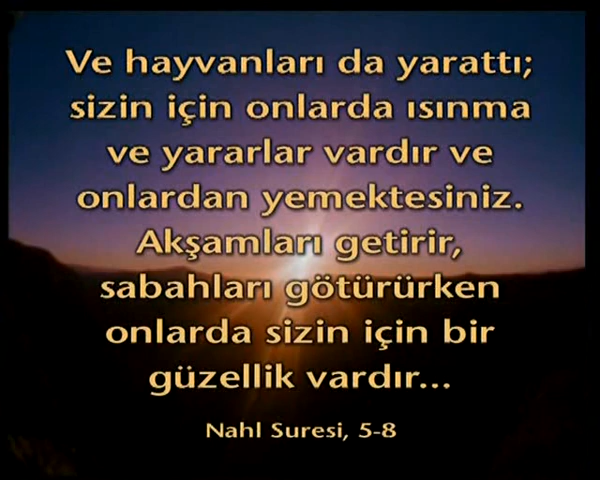 Ve hayvanları da yarattı;
sizin için onlarda ısınma
ve yararlar vardır ve
onlardan yemektesiniz.
Akşamları getirir,
sabahları götürürken
onlarda sizin için bir
güzellik vardır...
Nahl Suresi, 5-8